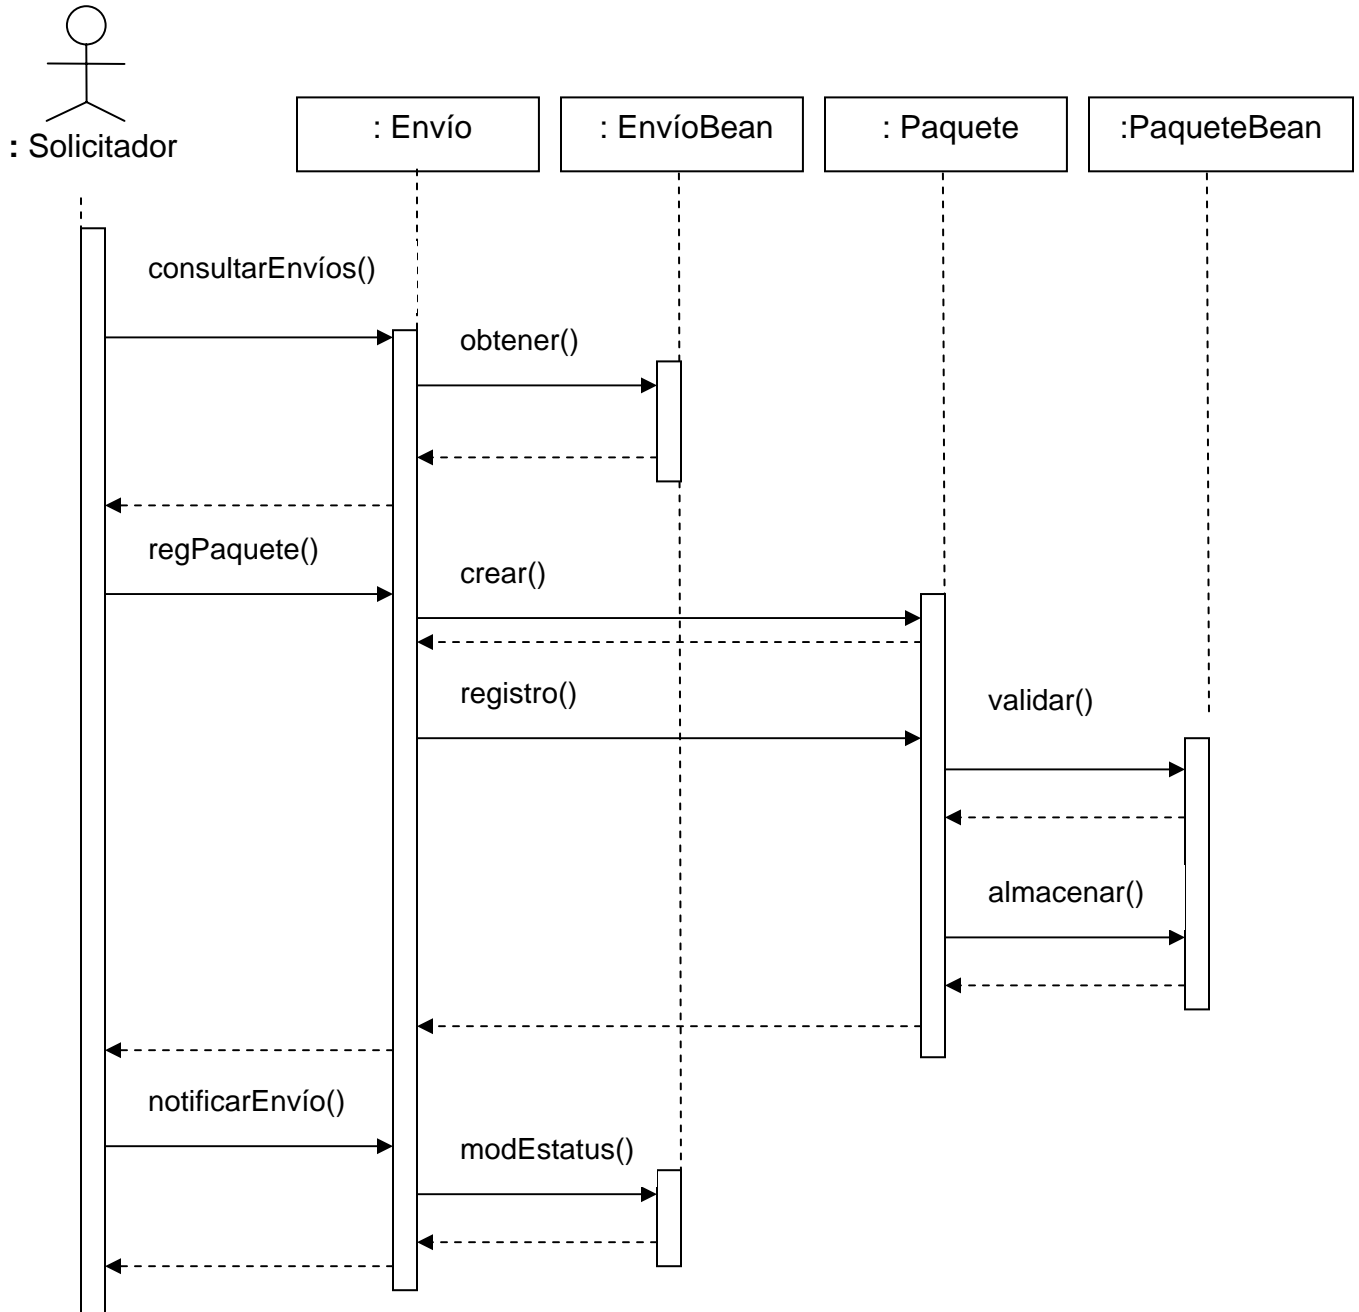 : Solicitador
: Envío
: EnvíoBean
: Paquete
:PaqueteBean
consultarEnvíos()
obtener()
regPaquete()
crear()
registro()
validar()
almacenar()
notificarEnvío()
modEstatus()